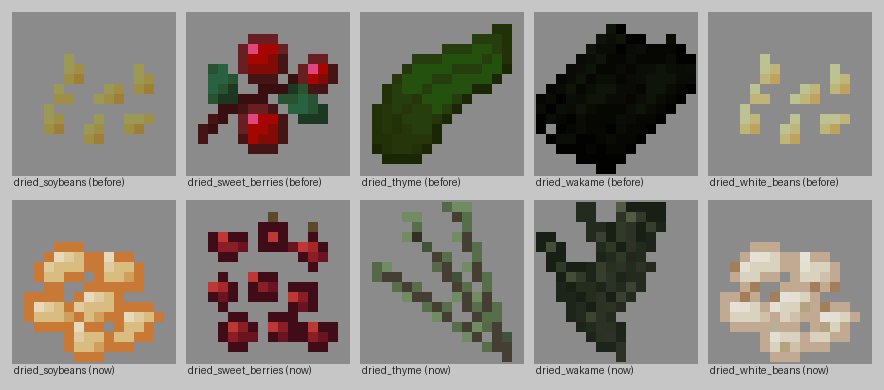 dried_soybeans (before)
dried_sweet_berries (before)
dried_thyme (before)
dried_wakame (before)
dried_white_beans (before)
dried_soybeans (now)
dried_sweet_berries (now)
dried_thyme (now)
dried_wakame (now)
dried_white_beans (now)